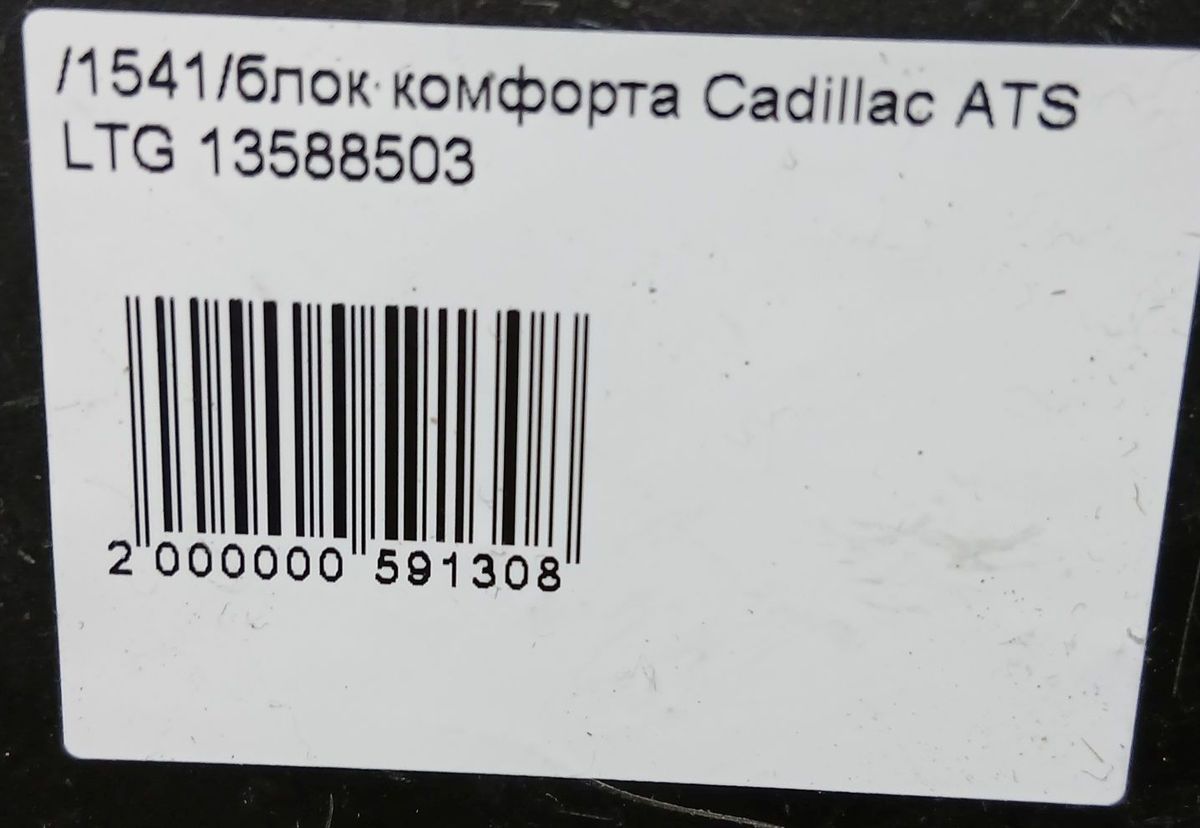 /1541/блок комфорта Cadillac ATS
LTG 13588503
2 000000 591308